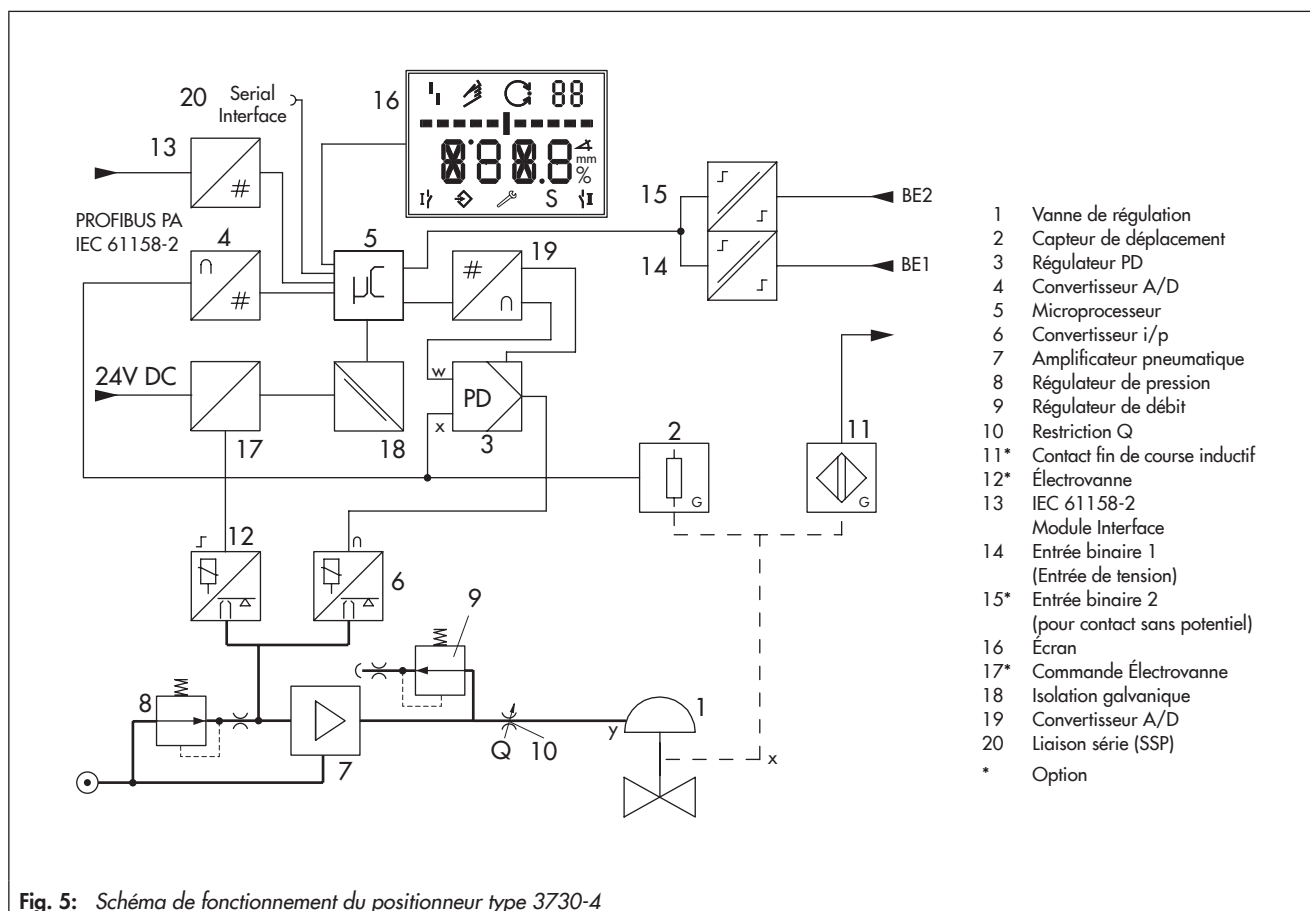 20 Serial
Interface
16
88
8.8 8.8
mm
%
S
13
#
PROFIBUS PA
IEC 61158-2
4
∩
#
5
µC
#
∩
19
15
BE2
14
BE1
24V DC
17
18
w
PD
x
3
2
G
11
G
12
∩
6
9
8
7
Q
10
y
1
x
1 Vanne de régulation
2 Capteur de déplacement
3 Régulateur PD
4 Convertisseur A/D
5 Microprocesseur
6 Convertisseur i/p
7 Amplificateur pneumatique
8 Régulateur de pression
9 Régulateur de débit
10 Restriction Q
11* Contact fin de course inductif
12* Électrovanne
13 IEC 61158-2
Module Interface
14 Entrée binaire 1
(Entrée de tension)
15* Entrée binaire 2
(pour contact sans potentiel)
16 Écran
17* Commande Électrovanne
18 Isolation galvanique
19 Convertisseur A/D
20 Liaison série (SSP)
* Option
Fig. 5: Schéma de fonctionnement du positionneur type 3730-4